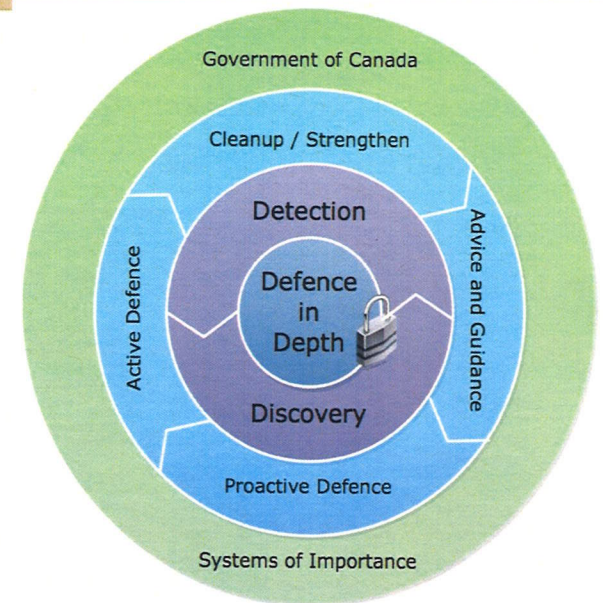 Government of Canada
Cleanup / Strengthen
Detection
Advice and Guidance
Active Defence
Defence
in
Depth
Discovery
Proactive Defence
Systems of Importance